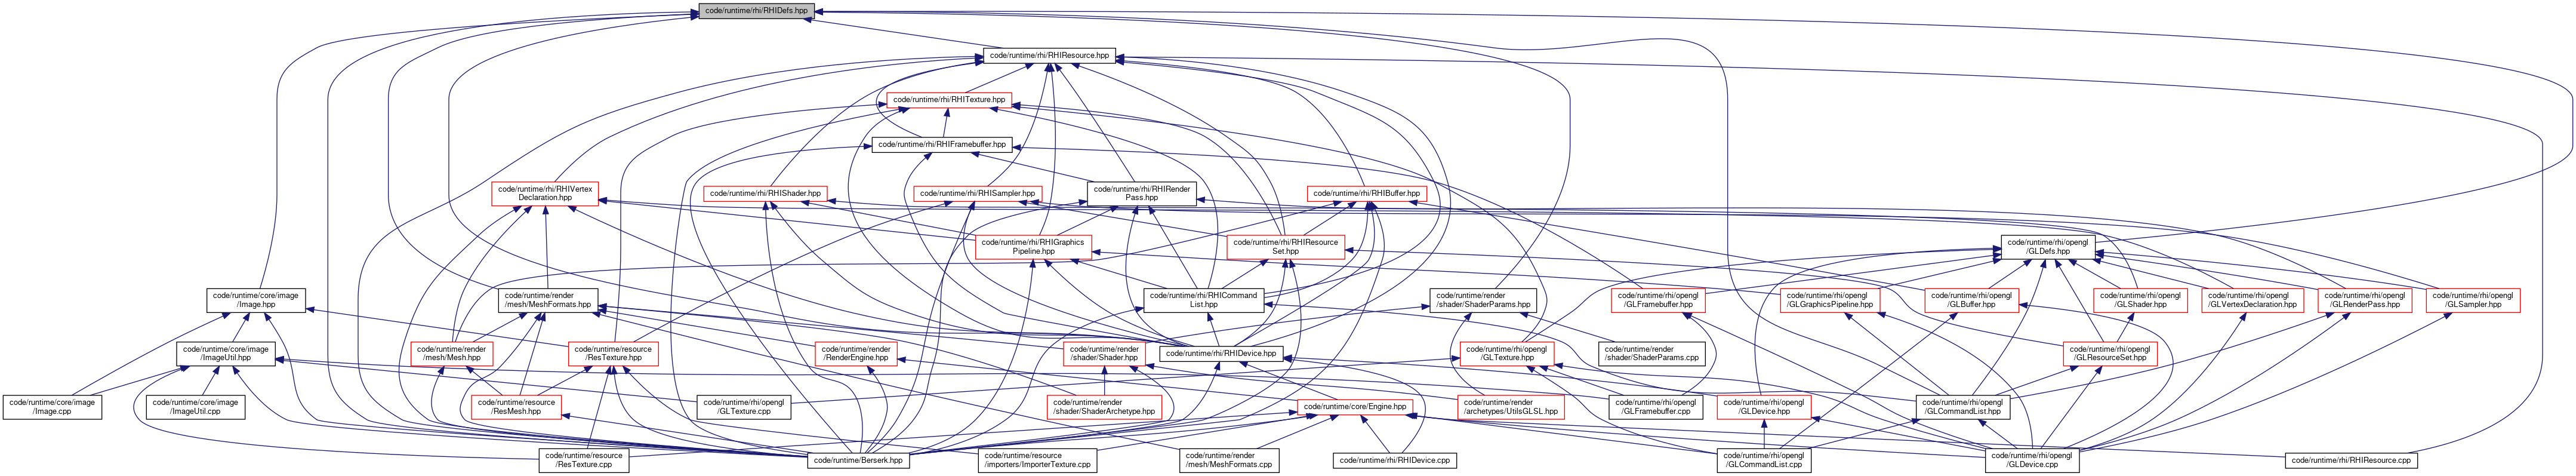 code/runtime/rhi/RHIDefs.hpp
code/runtime/rhi/RHIResource.hpp
code/runtime/rhi/RHITexture.hpp
code/runtime/rhi/RHIFramebuffer.hpp
code/runtime/rhi/RHIVertex
Declaration.hpp
code/runtime/rhi/RHIShader.hpp
code/runtime/rhi/RHISampler.hpp
code/runtime/rhi/RHIRender
Pass.hpp
code/runtime/rhi/RHIBuffer.hpp
code/runtime/rhi/RHIGraphics
Pipeline.hpp
code/runtime/rhi/RHIResource
Set.hpp
code/runtime/rhi/opengl
/GLDefs.hpp
code/runtime/core/image
/Image.hpp
code/runtime/render
/mesh/MeshFormats.hpp
code/runtime/rhi/RHICommand
List.hpp
code/runtime/render
/shader/ShaderParams.hpp
code/runtime/rhi/opengl
/GLFramebuffer.hpp
code/runtime/rhi/opengl
/GLGraphicsPipeline.hpp
code/runtime/rhi/opengl
/GLBuffer.hpp
code/runtime/rhi/opengl
/GLShader.hpp
code/runtime/rhi/opengl
/GLVertexDeclaration.hpp
code/runtime/rhi/opengl
/GLRenderPass.hpp
code/runtime/rhi/opengl
/GLSampler.hpp
code/runtime/core/image
/ImageUtil.hpp
code/runtime/render
/mesh/Mesh.hpp
code/runtime/resource
/ResTexture.hpp
code/runtime/render
/RenderEngine.hpp
code/runtime/render
/shader/Shader.hpp
code/runtime/rhi/RHIDevice.hpp
code/runtime/rhi/opengl
/GLTexture.hpp
code/runtime/render
/shader/ShaderParams.cpp
code/runtime/rhi/opengl
/GLResourceSet.hpp
code/runtime/core/image
/Image.cpp
code/runtime/core/image
/ImageUtil.cpp
code/runtime/resource
/ResMesh.hpp
code/runtime/rhi/opengl
/GLTexture.cpp
code/runtime/render
/shader/ShaderArchetype.hpp
code/runtime/core/Engine.hpp
code/runtime/render
/archetypes/UtilsGLSL.hpp
code/runtime/rhi/opengl
/GLFramebuffer.cpp
code/runtime/rhi/opengl
/GLDevice.hpp
code/runtime/rhi/opengl
/GLCommandList.hpp
code/runtime/resource
/ResTexture.cpp
code/runtime/Berserk.hpp
code/runtime/resource
/importers/ImporterTexture.cpp
code/runtime/render
/mesh/MeshFormats.cpp
code/runtime/rhi/RHIDevice.cpp
code/runtime/rhi/opengl
/GLCommandList.cpp
code/runtime/rhi/opengl
/GLDevice.cpp
code/runtime/rhi/RHIResource.cpp